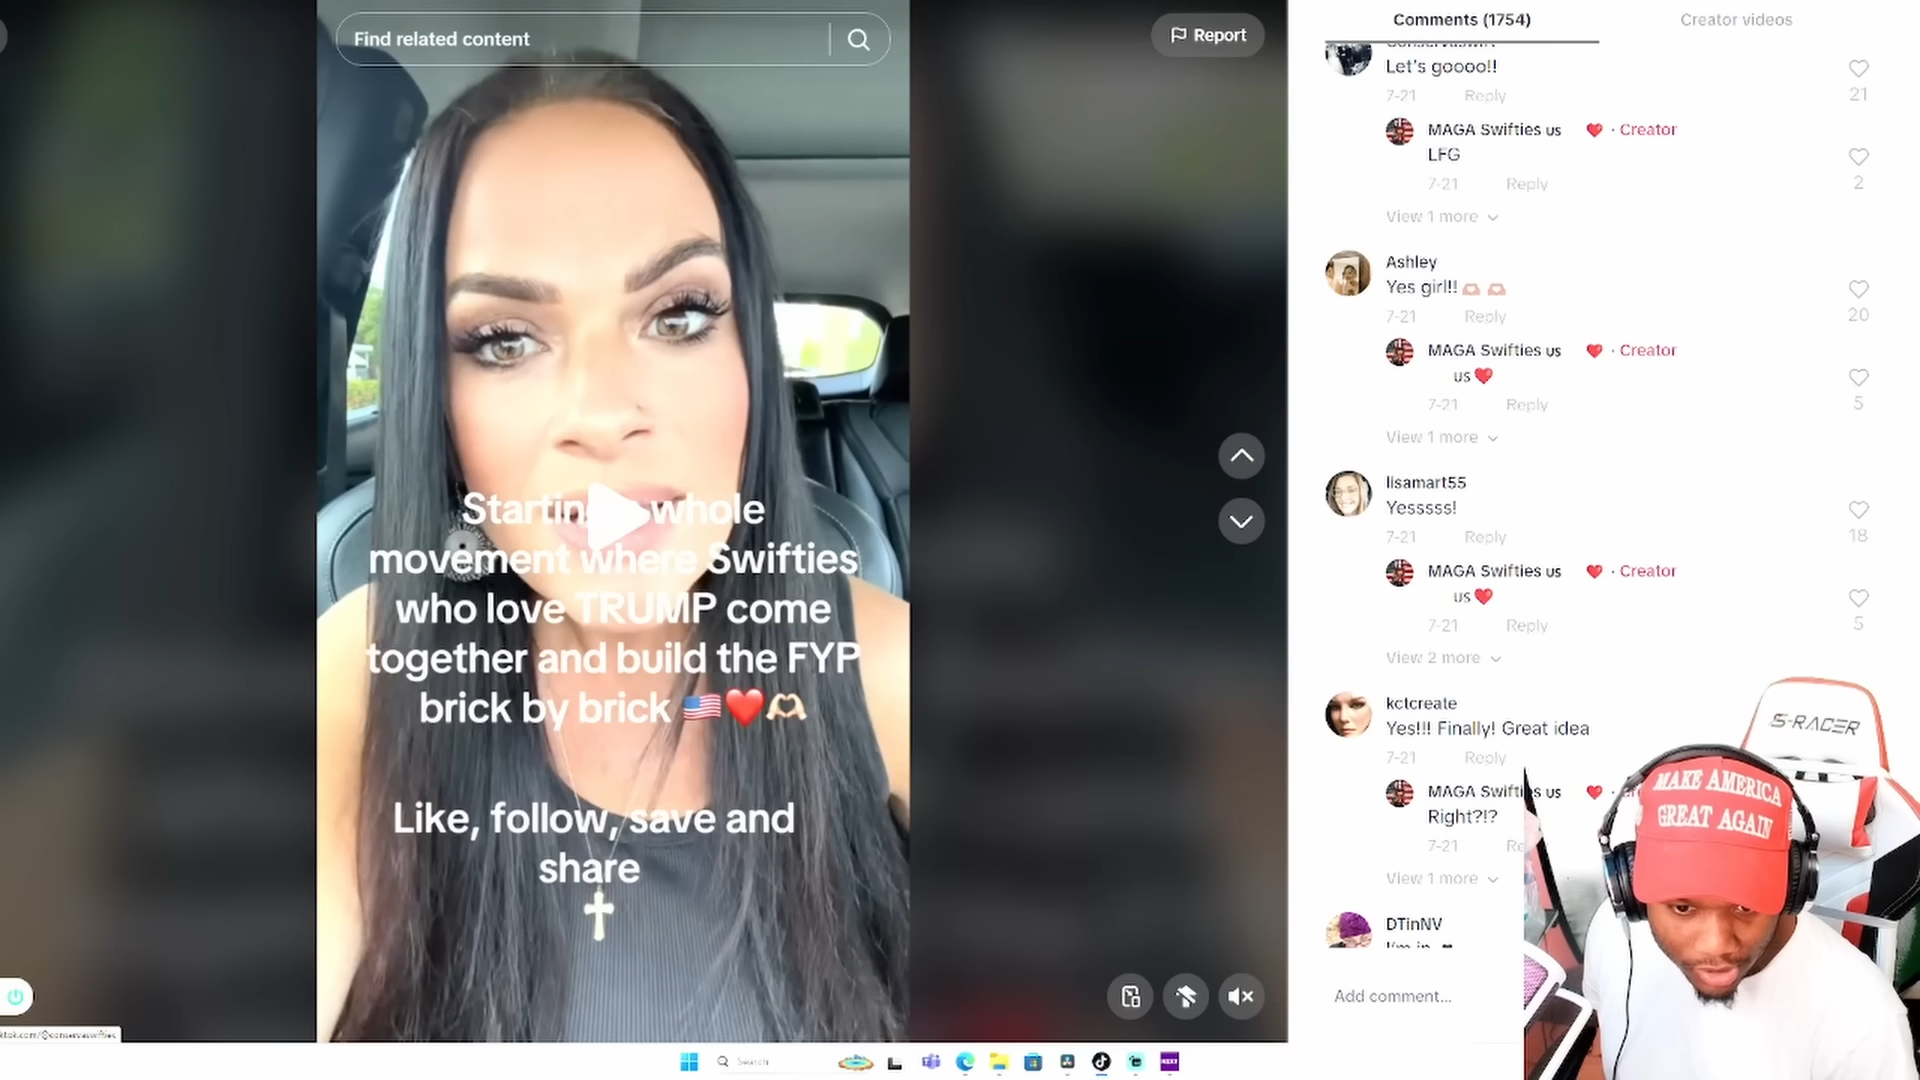 Find related content
Report
Starting whole
movement where Swifties
who love TRUMP come
together and build the FYP
brick by brick 🇺🇸❤️🫶🏻
Like, follow, save and
share
Comments (1754)
Creator videos
Let's goooo!!
7-21 Reply
21
MAGA Swifties us ❤️ · Creator
LFG
7-21 Reply
2
View 1 more
Ashley
Yes girl!! 🫶🏻 🫶🏻
7-21 Reply
20
MAGA Swifties us ❤️ · Creator
us❤️
7-21 Reply
5
View 1 more
lisamart55
Yesssss!
7-21 Reply
18
MAGA Swifties us ❤️ · Creator
us❤️
7-21 Reply
5
View 2 more
kctcreate
Yes!!! Finally! Great idea
7-21 Reply
MAGA Swifties us ❤️
Right?!?
7-21 Re
View 1 more
DTinNV
Add comment...
S-RACER
MAKE AMERICA
GREAT AGAIN
Search